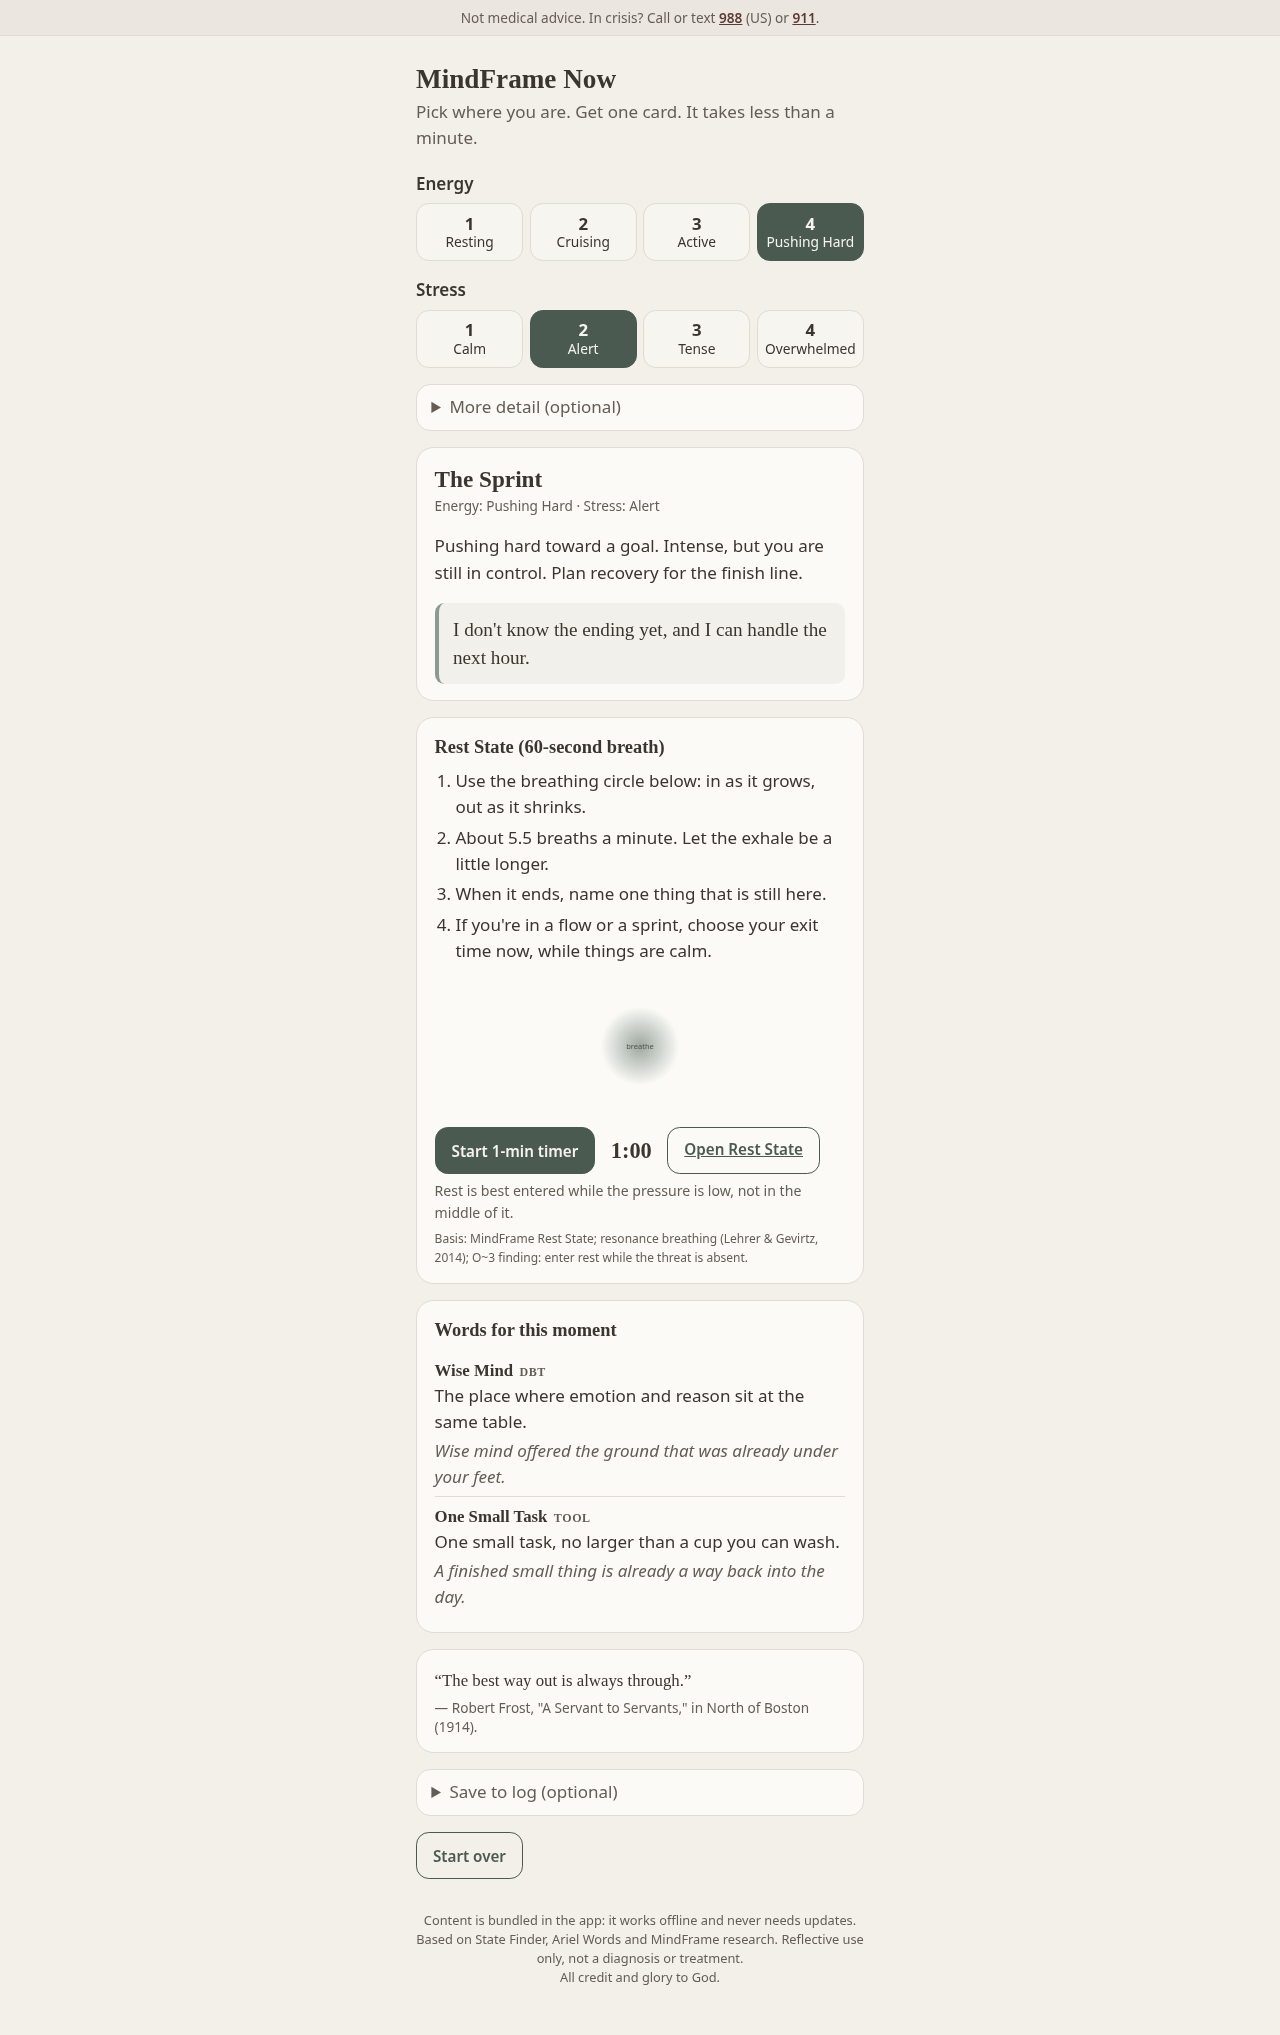 Not medical advice. In crisis? Call or text 988 (US) or 911.
MindFrame Now
Pick where you are. Get one card. It takes less than a
minute.
Energy
1
Resting
2
Cruising
3
Active
4
Pushing Hard
Stress
1
Calm
2
Alert
3
Tense
4
Overwhelmed
▶ More detail (optional)
The Sprint
Energy: Pushing Hard · Stress: Alert
Pushing hard toward a goal. Intense, but you are
still in control. Plan recovery for the finish line.
I don't know the ending yet, and I can handle the
next hour.
Rest State (60-second breath)
1. Use the breathing circle below: in as it grows,
out as it shrinks.
2. About 5.5 breaths a minute. Let the exhale be a
little longer.
3. When it ends, name one thing that is still here.
4. If you're in a flow or a sprint, choose your exit
time now, while things are calm.
breathe
Start 1-min timer 1:00 Open Rest State
Rest is best entered while the pressure is low, not in the
middle of it.
Basis: MindFrame Rest State; resonance breathing (Lehrer & Gevirtz,
2014); O~3 finding: enter rest while the threat is absent.
Words for this moment
Wise Mind DBT
The place where emotion and reason sit at the
same table.
Wise mind offered the ground that was already under
your feet.
One Small Task TOOL
One small task, no larger than a cup you can wash.
A finished small thing is already a way back into the
day.
“The best way out is always through.”
— Robert Frost, "A Servant to Servants," in North of Boston
(1914).
▶ Save to log (optional)
Start over
Content is bundled in the app: it works offline and never needs updates.
Based on State Finder, Ariel Words and MindFrame research. Reflective use
only, not a diagnosis or treatment.
All credit and glory to God.